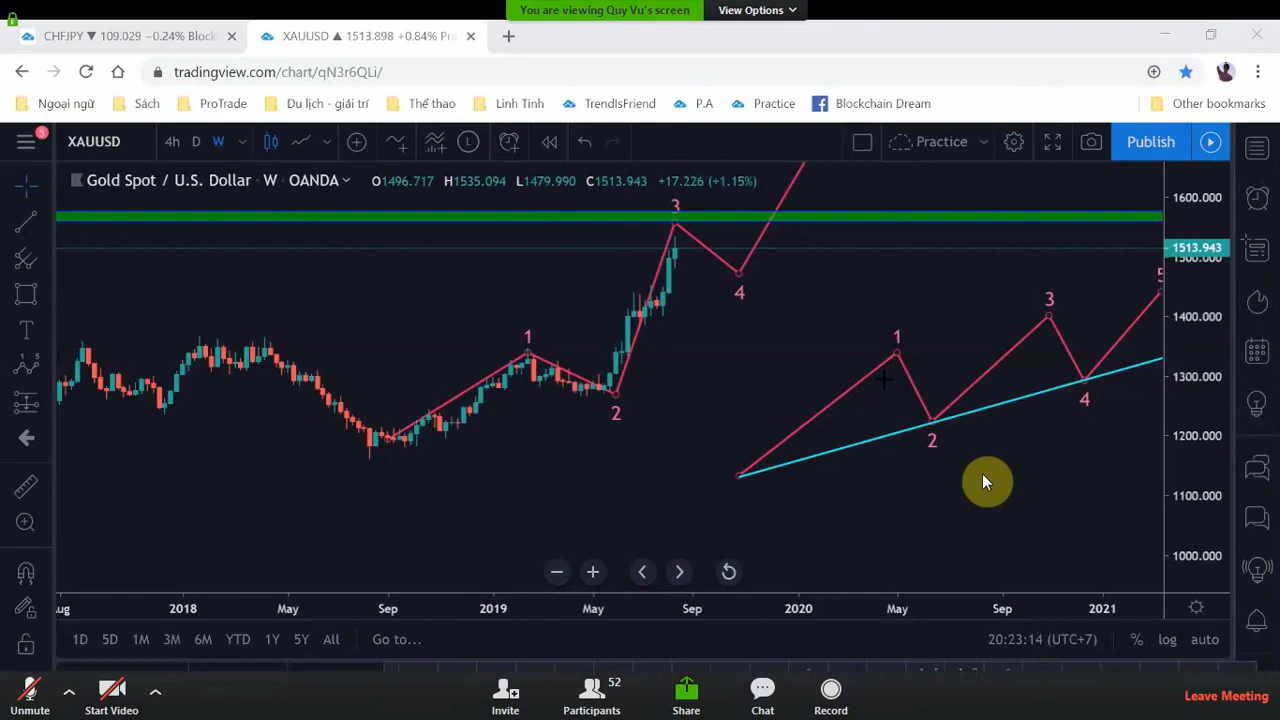 You are viewing Quy Vu's screen View Options
CHFJPY ▼ 109.029 −0.24% Block
XAUUSD ▲ 1513.898 +0.84% Pr
tradingview.com/chart/qN3r6QLi/
Ngoại ngữ Sách ProTrade Du lịch - giải trí Thể thao Linh Tinh TrendIsFriend P.A Practice Blockchain Dream Other bookmarks
5
XAUUSD 4h D W L Practice Publish
Gold Spot / U.S. Dollar · W · OANDA O1496.717 H1535.094 L1479.990 C1513.943 +17.226 (+1.15%)
1600.000
3
1513.943
1500.000
4
5
3
1400.000
1
1
1300.000
4
2
2
1200.000
1100.000
1000.000
Aug 2018 May Sep 2019 May Sep 2020 May Sep 2021
1D 5D 1M 3M 6M YTD 1Y 5Y All Go to... 20:23:14 (UTC+7) % log auto
52
Unmute Start Video Invite Participants Share Chat Record Leave Meeting